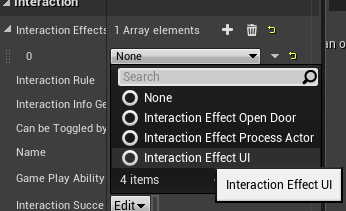 Interaction
Interaction Effects 1 Array elements
0 None
Search
Interaction Rule
None
Interaction Info Ge
Interaction Effect Open Door
Can be Toggled by
Interaction Effect Process Actor
Name
Interaction Effect UI
Game Play Ability
4 items
Interaction Effect UI
Interaction Succe Edit
an o